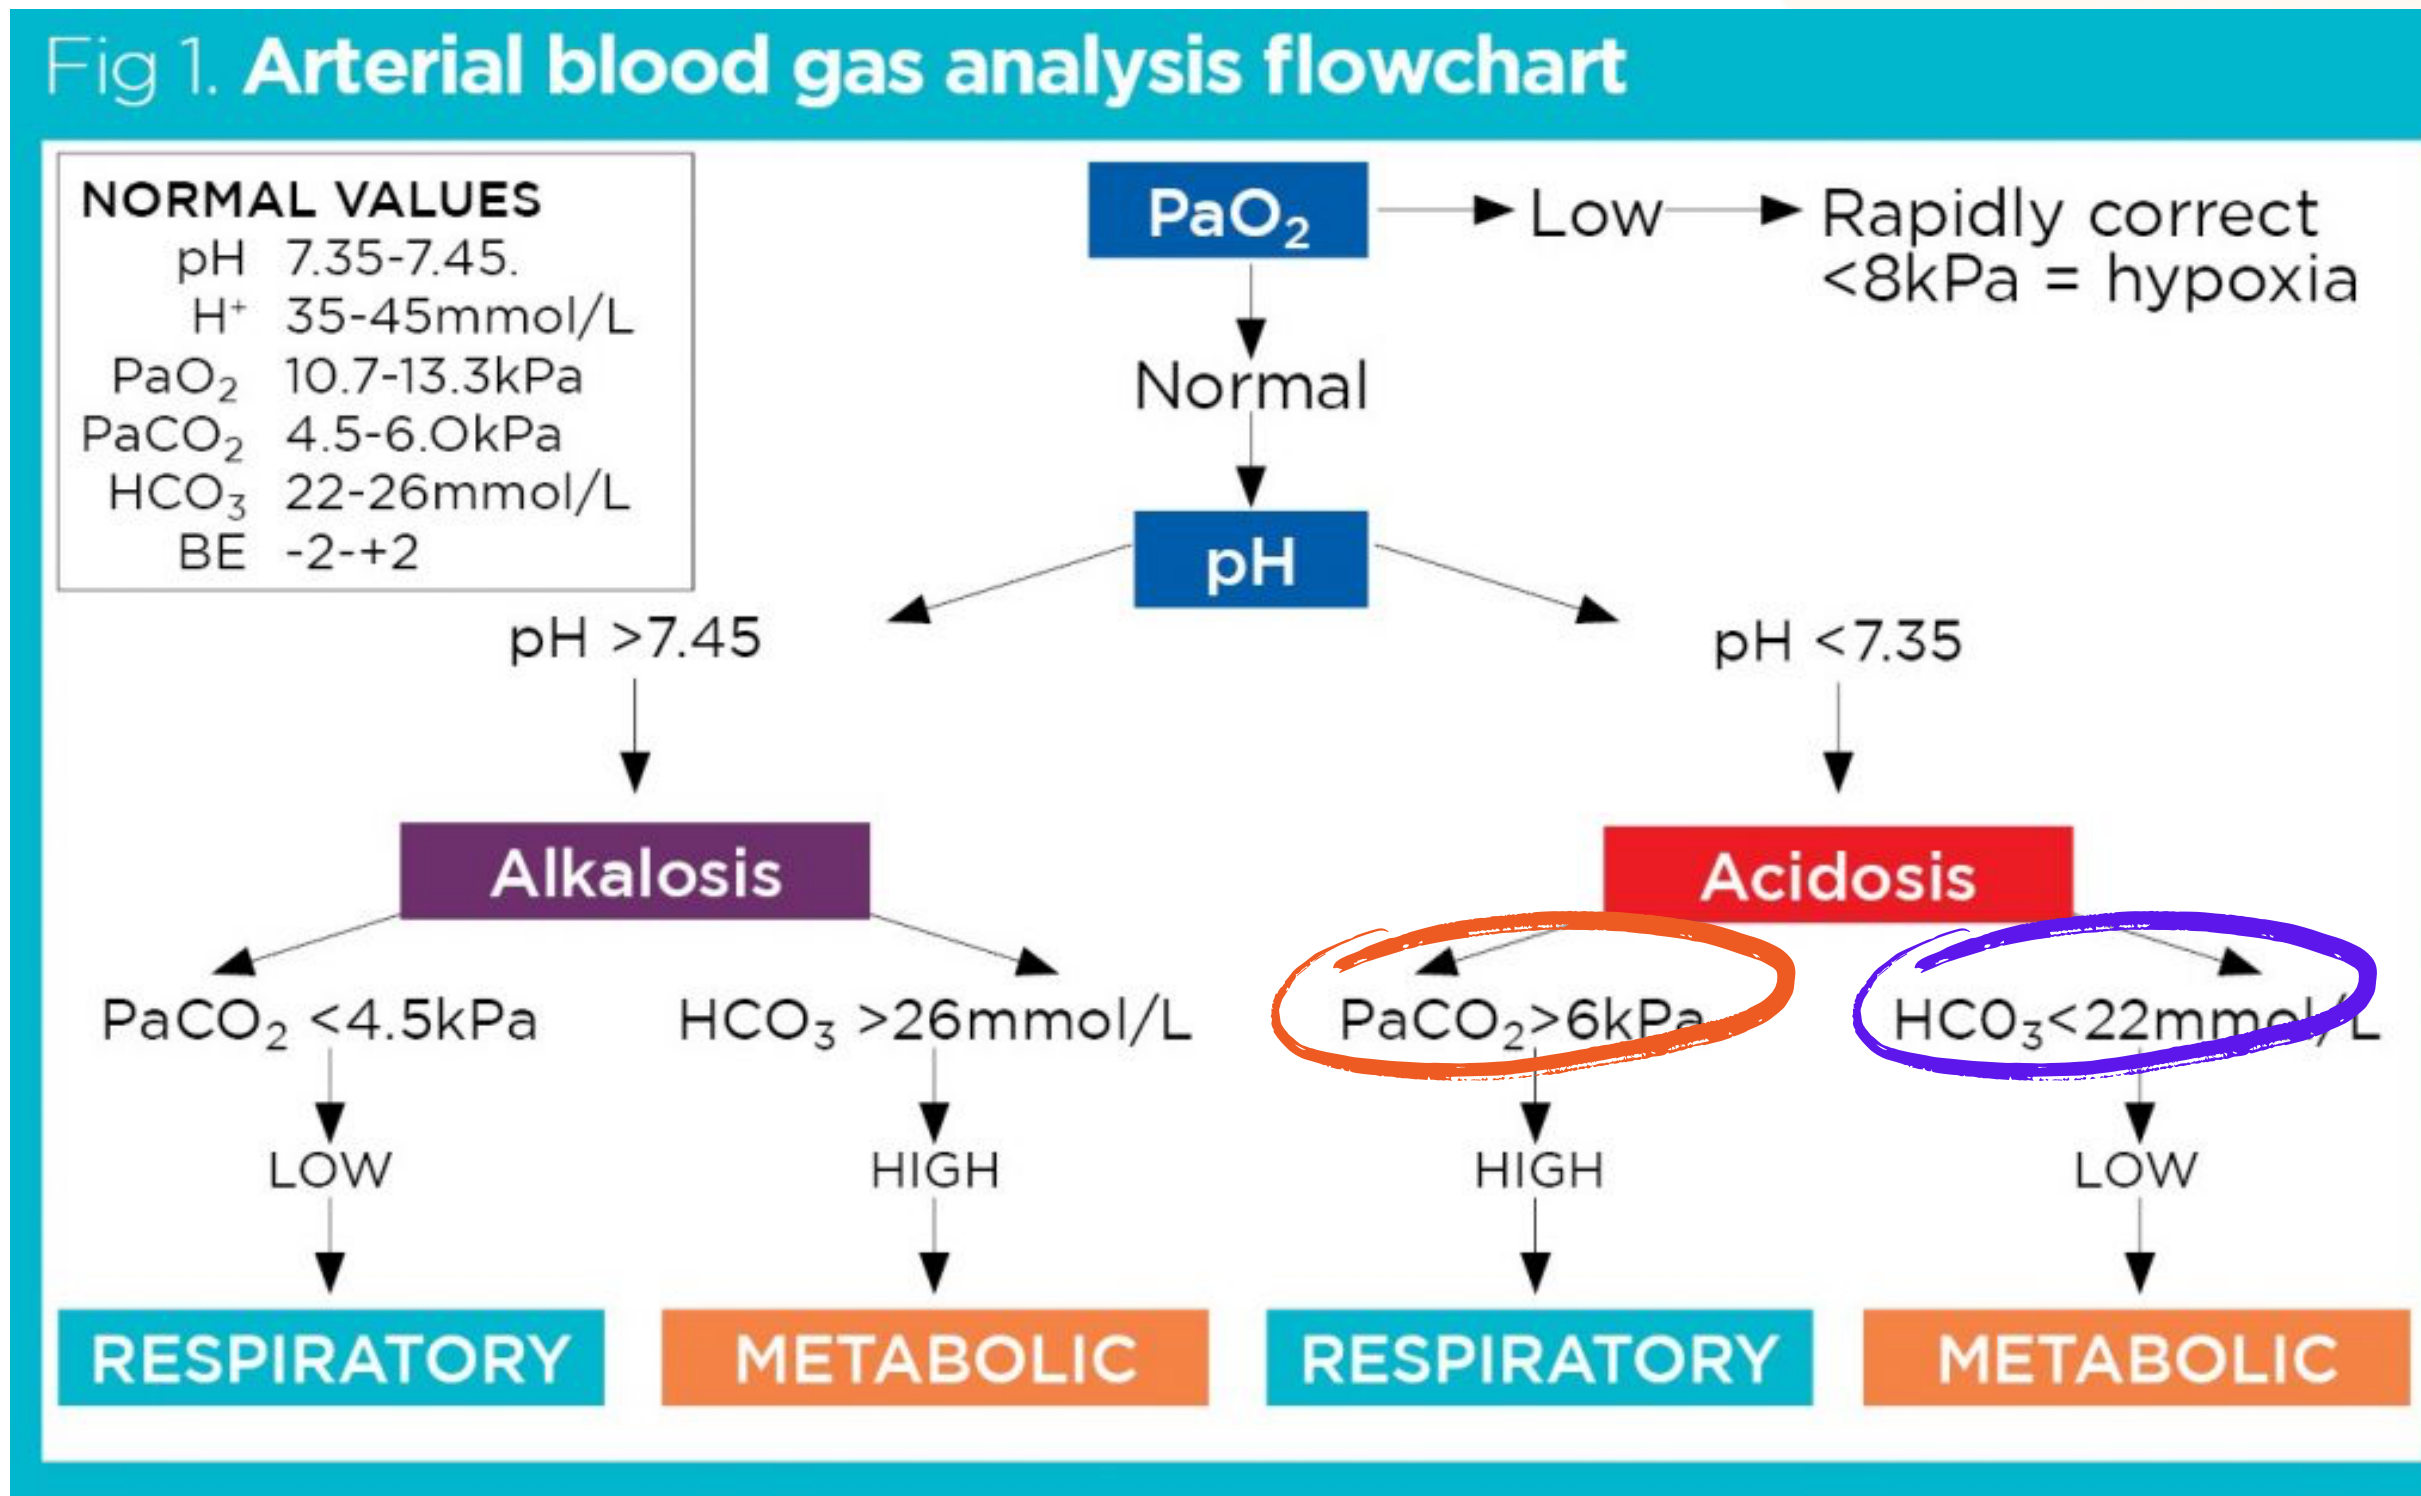 Fig 1. Arterial blood gas analysis flowchart
NORMAL VALUES
pH 7.35-7.45.
H⁺ 35-45mmol/L
PaO₂ 10.7-13.3kPa
PaCO₂ 4.5-6.0kPa
HCO₃ 22-26mmol/L
BE -2-+2
PaO₂ Low Rapidly correct
<8kPa = hypoxia
Normal
pH
pH >7.45 pH <7.35
Alkalosis Acidosis
PaCO₂ <4.5kPa HCO₃ >26mmol/L PaCO₂>6kPa HCO₃<22mmol/L
LOW HIGH HIGH LOW
RESPIRATORY METABOLIC RESPIRATORY METABOLIC